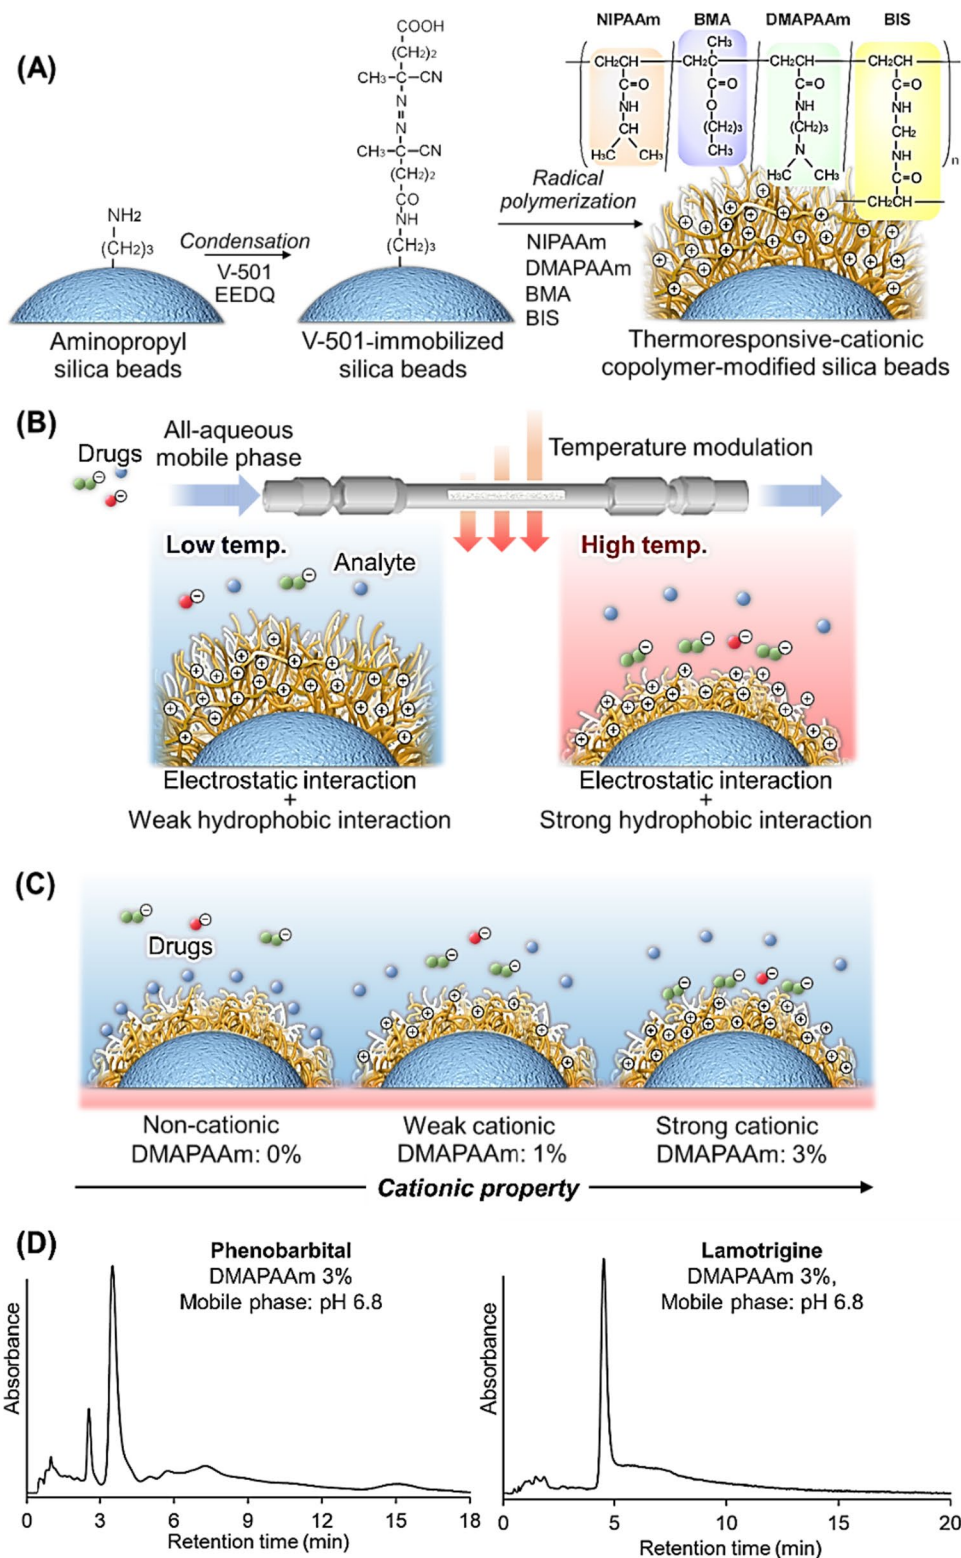 (A)
COOH
(CH₂)₂
CH₃ CN
N
N
CH₃ CN
(CH₂)₂
CO
NH
(CH₂)₃
NH2
(CH₂)₃
Condensation
V-501
EEDQ
Aminopropyl
silica beads
V-501-immobilized
silica beads
Radical
polymerization
NIPAAm
DMAPAAm
BMA
BIS
NIPAAm BMA DMAPAAm BIS
CH₂CH
C=O
NH
CH
H₃C CH₃
CH₃
CH₂C
C=O
O
(CH₂)₃
CH₃
CH₂CH
C=O
NH
(CH₂)₃
N
H₃C CH₃
CH₂CH
C=O
NH
CH₂
NH
C=O
CH₂CH
n
Thermoresponsive-cationic
copolymer-modified silica beads
(B)
Drugs
All-aqueous
mobile phase
Temperature modulation
Low temp.
Analyte
High temp.
Electrostatic interaction
+
Weak hydrophobic interaction
Electrostatic interaction
+
Strong hydrophobic interaction
(C)
Drugs
Non-cationic
DMAPAAm: 0%
Weak cationic
DMAPAAm: 1%
Strong cationic
DMAPAAm: 3%
Cationic property
(D)
Phenobarbital
DMAPAAm 3%
Mobile phase: pH 6.8
Absorbance
0 3 6 9 12 15 18
Retention time (min)
Lamotrigine
DMAPAAm 3%,
Mobile phase: pH 6.8
Absorbance
0 5 10 15 20
Retention time (min)